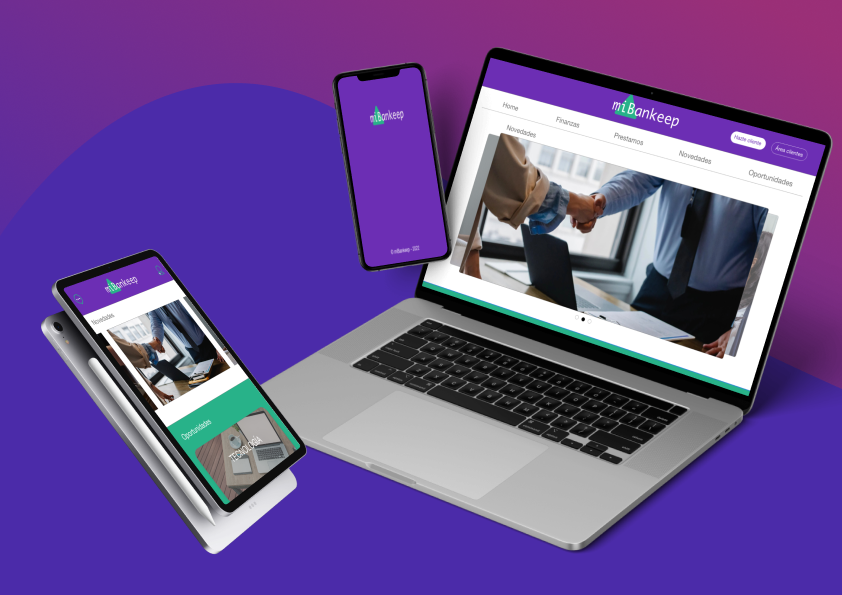 miBankeep
© miBankeep - 2022
miBankeep
Hazte cliente
Área clientes
Home
Finanzas
Prestamos
Novedades
Oportunidades
Novedades
miBankeep
Novedades
Oportunidades
TECNOLOGÍA